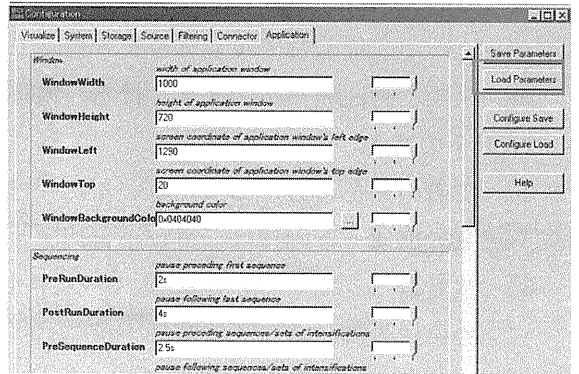 Configuration
Visualize System Storage Source Filtering Connector Application
Window
width of application window
WindowWidth 1000
height of application window
WindowHeight 720
screen coordinate of application window's left edge
WindowLeft 1290
screen coordinate of application window's top edge
WindowTop 20
background color
WindowBackgroundColo 0x0404040 ...
Sequencing
pause preceding first sequence
PreRunDuration 2s
pause following last sequence
PostRunDuration 4s
pause preceding sequences/sets of intensifications
PreSequenceDuration 2.5s
pause following sequences/sets of intensifications
Save Parameters
Load Parameters
Configure Save
Configure Load
Help